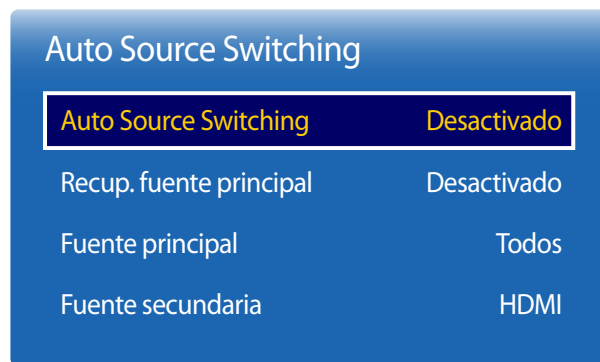 Auto Source Switching
Auto Source Switching Desactivado
Recup. fuente principal Desactivado
Fuente principal Todos
Fuente secundaria HDMI